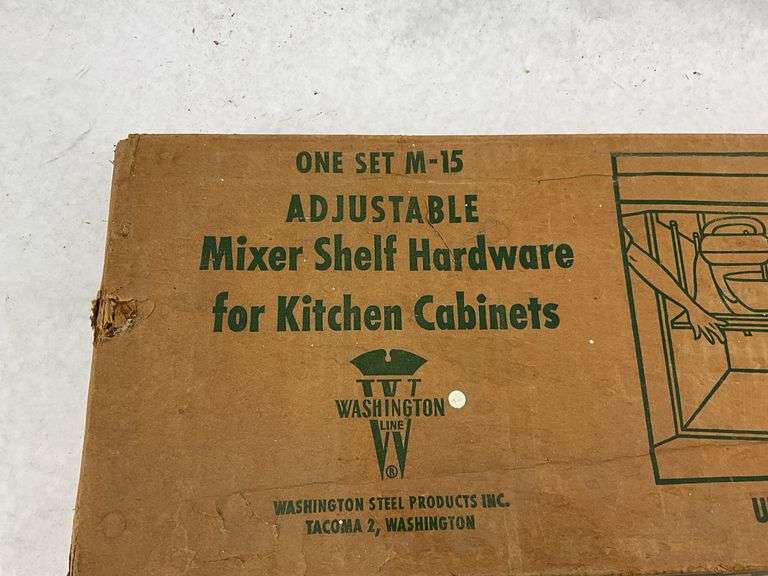 ONE SET M-15
ADJUSTABLE
Mixer Shelf Hardware
for Kitchen Cabinets
WASHINGTON
LINE
W
®
WASHINGTON STEEL PRODUCTS INC.
TACOMA 2, WASHINGTON